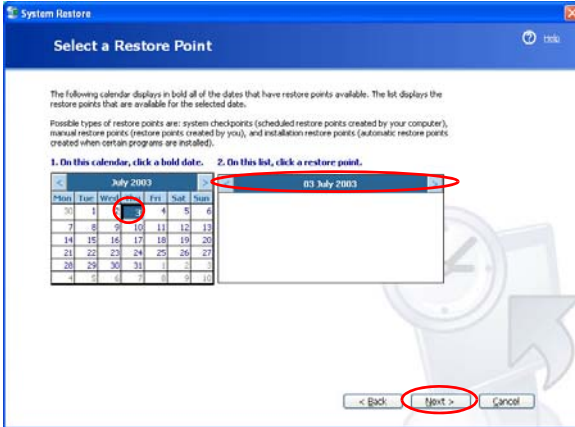 System Restore
Select a Restore Point
Help
The following calendar displays in bold all of the dates that have restore points available. The list displays the
restore points that are available for the selected date.
Possible types of restore points are: system checkpoints (scheduled restore points created by your computer),
manual restore points (restore points created by you), and installation restore points (automatic restore points
created when certain programs are installed).
1. On this calendar, click a bold date. 2. On this list, click a restore point.
< July 2003 > < 03 July 2003 >
Mon Tue Wed Thu Fri Sat Sun
30 1 2 3 4 5 6
7 8 9 10 11 12 13
14 15 16 17 18 19 20
21 22 23 24 25 26 27
28 29 30 31 1 2 3
4 5 6 7 8 9 10
< Back Next > Cancel